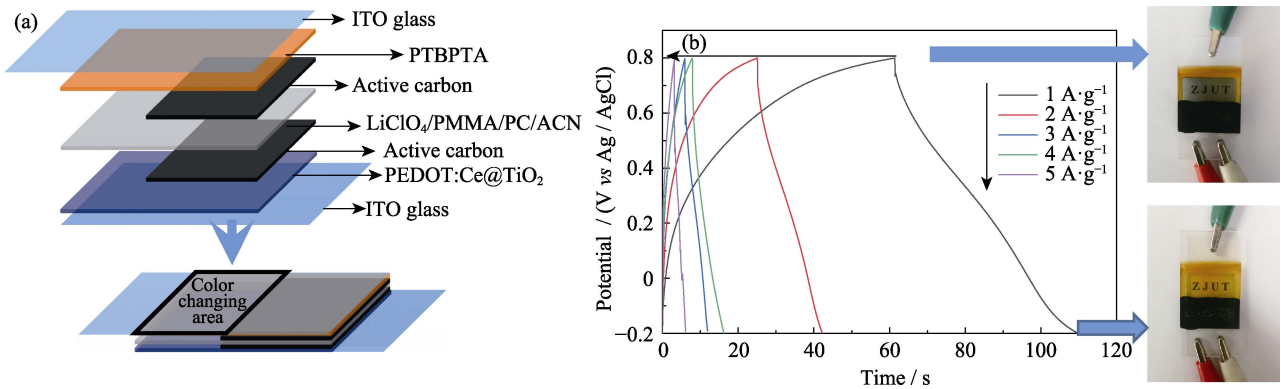 (a)
ITO glass
PTBPTA
Active carbon
LiClO₄/PMMA/PC/ACN
Active carbon
PEDOT:Ce@TiO₂
ITO glass
Color
changing
area
(b)
Potential / (V vs Ag / AgCl)
0.8
0.6
0.4
0.2
0
−0.2
0
20
40
60
80
100
120
Time / s
1 A·g⁻¹
2 A·g⁻¹
3 A·g⁻¹
4 A·g⁻¹
5 A·g⁻¹
ZJUT
ZJUT